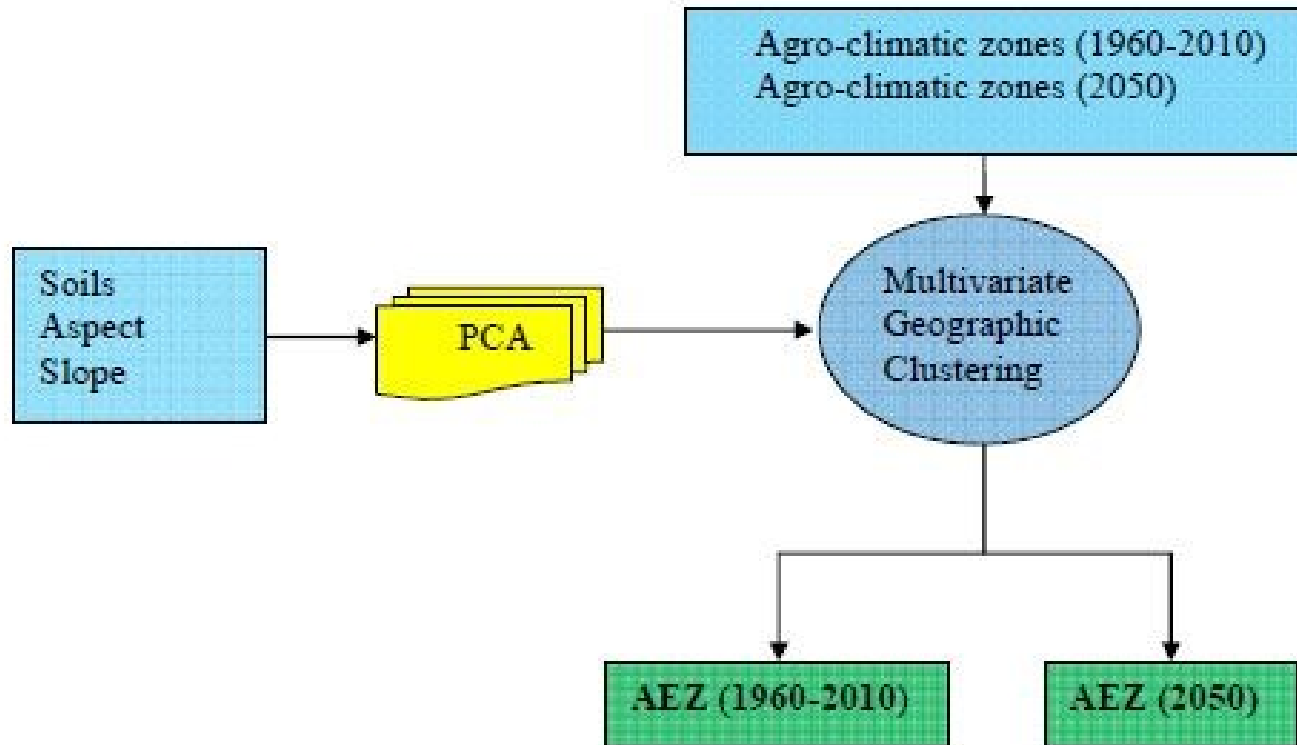 Agro-climatic zones (1960-2010)
Agro-climatic zones (2050)
Soils
Aspect
Slope
PCA
Multivariate
Geographic
Clustering
AEZ (1960-2010)
AEZ (2050)